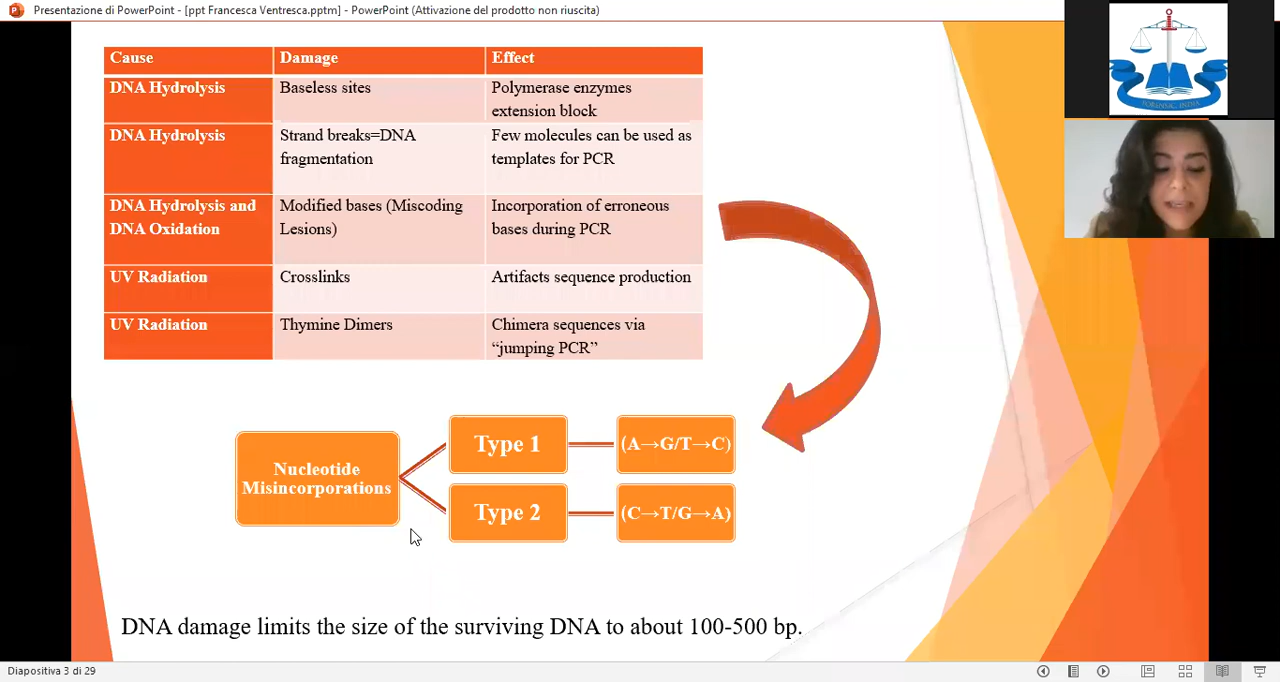 Presentazione di PowerPoint - [ppt Francesca Ventresca.pptm] - PowerPoint (Attivazione del prodotto non riuscita)
Cause Damage Effect
DNA Hydrolysis Baseless sites Polymerase enzymes
extension block
DNA Hydrolysis Strand breaks=DNA Few molecules can be used as
fragmentation templates for PCR
DNA Hydrolysis and Modified bases (Miscoding Incorporation of erroneous
DNA Oxidation Lesions) bases during PCR
UV Radiation Crosslinks Artifacts sequence production
UV Radiation Thymine Dimers Chimera sequences via
“jumping PCR”
Nucleotide
Misincorporations
Type 1 (A→G/T→C)
Type 2 (C→T/G→A)
DNA damage limits the size of the surviving DNA to about 100-500 bp.
Diapositiva 3 di 29